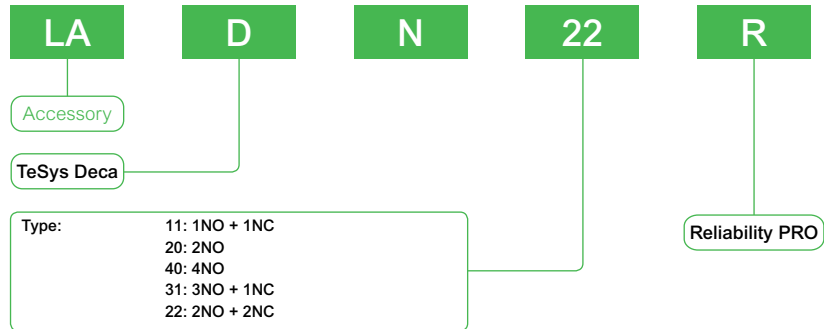 LA D N 22 R
Accessory
TeSys Deca
Type: 11: 1NO + 1NC
20: 2NO
40: 4NO
31: 3NO + 1NC
22: 2NO + 2NC
Reliability PRO